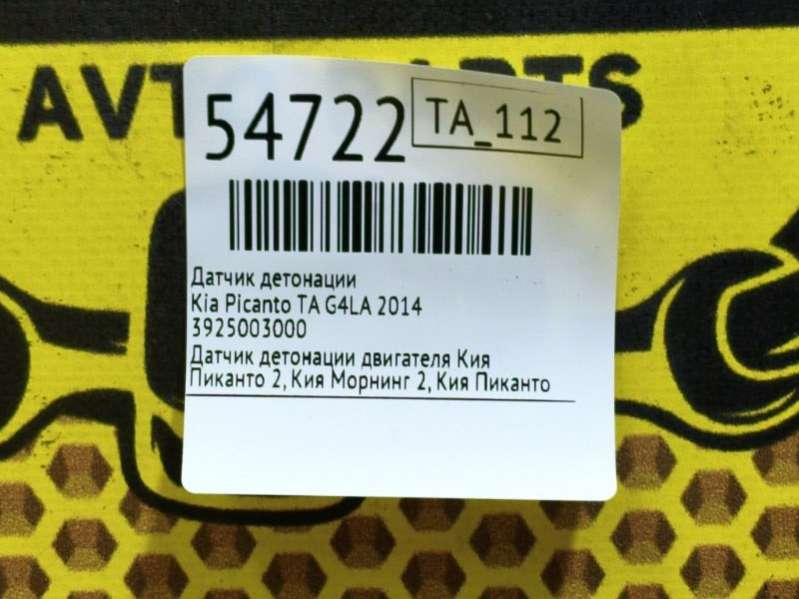 54722 TA_112
Датчик детонации
Kia Picanto TA G4LA 2014
3925003000
Датчик детонации двигателя Кия
Пиканто 2, Кия Морнинг 2, Кия Пиканто